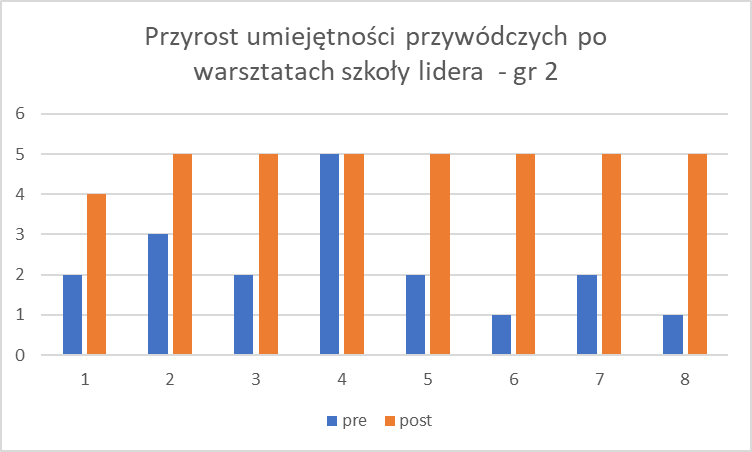 Przyrost umiejętności przywódczych po
warsztatach szkoły lidera - gr 2
6
5
4
3
2
1
0
1 2 3 4 5 6 7 8
pre post